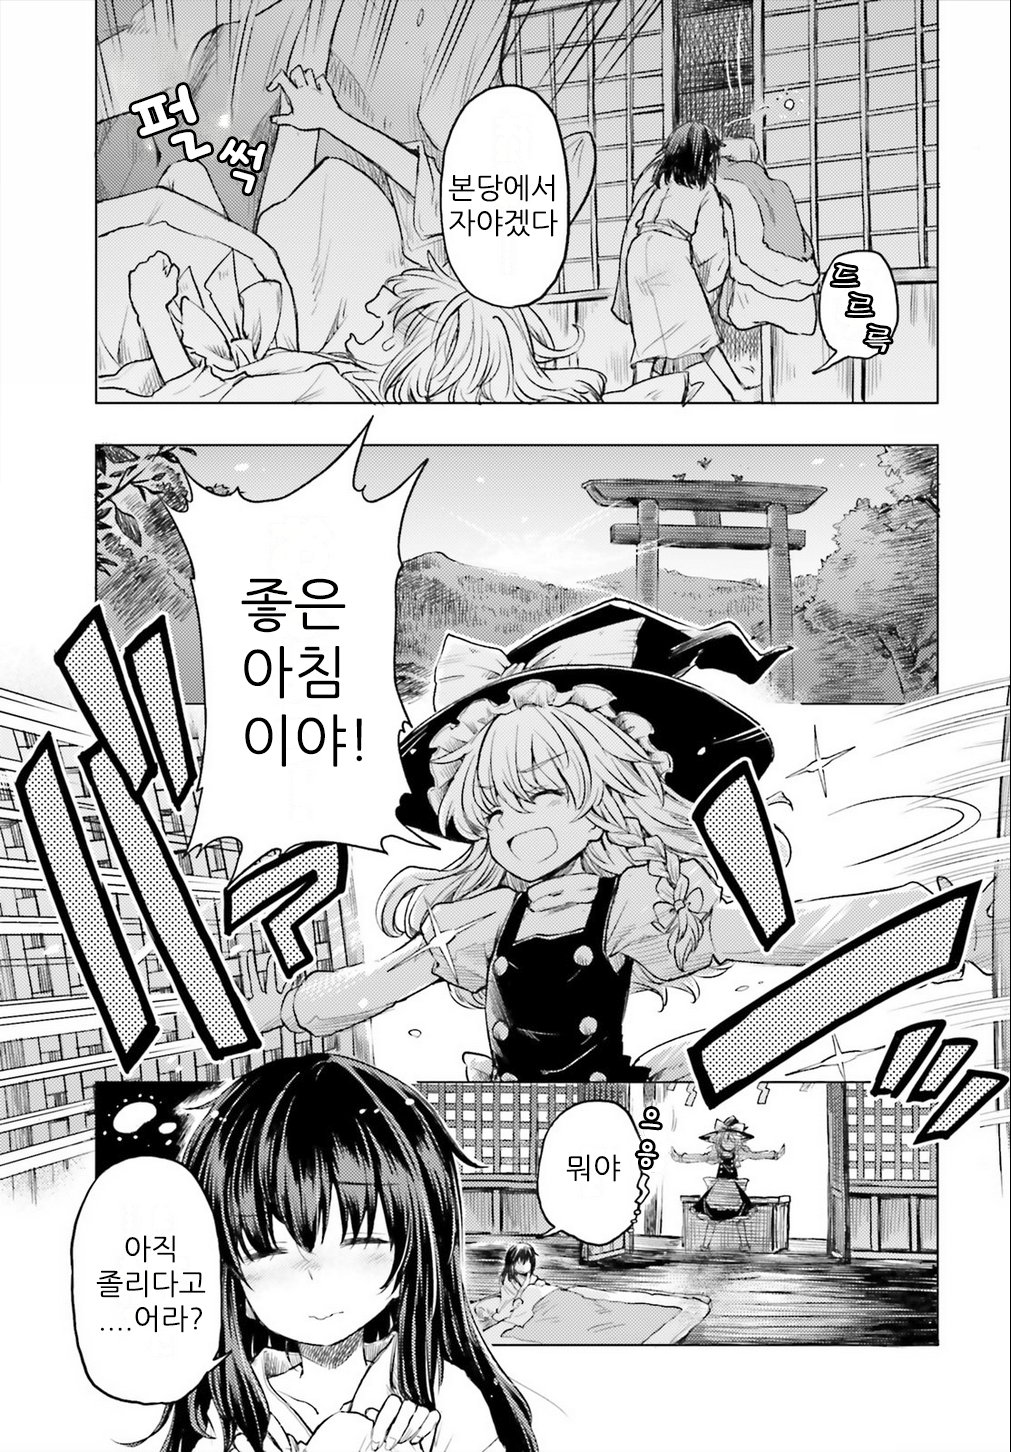 드르륵
본당에서
자야겠다
펄썩
좋은
아침
이야!
으응~
뭐야
아직
졸리다고
....어라?